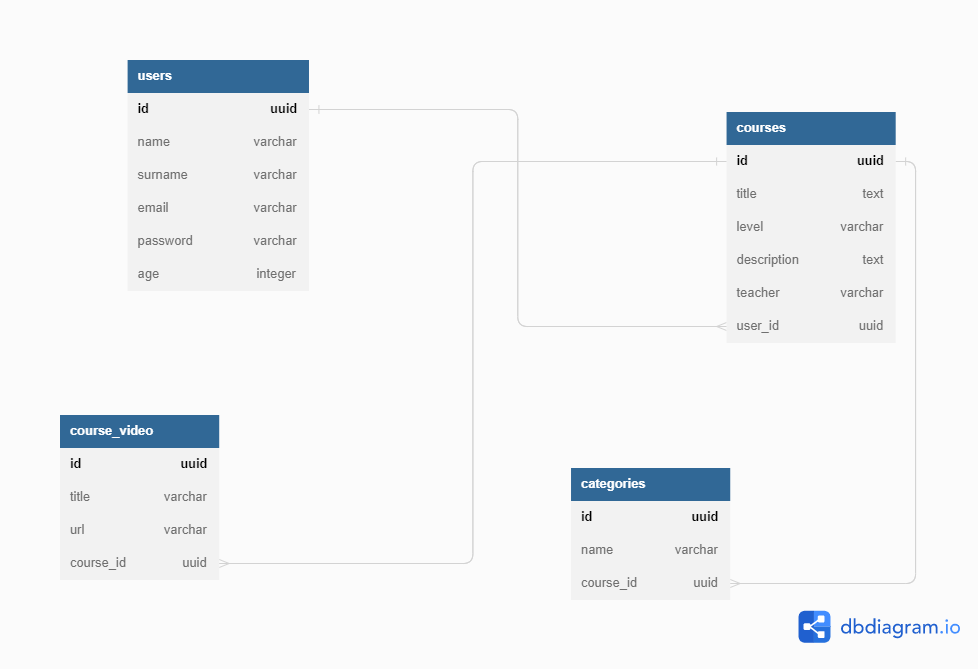 users
id uuid
name varchar
surname varchar
email varchar
password varchar
age integer
courses
id uuid
title text
level varchar
description text
teacher varchar
user_id uuid
course_video
id uuid
title varchar
url varchar
course_id uuid
categories
id uuid
name varchar
course_id uuid
dbdiagram.io